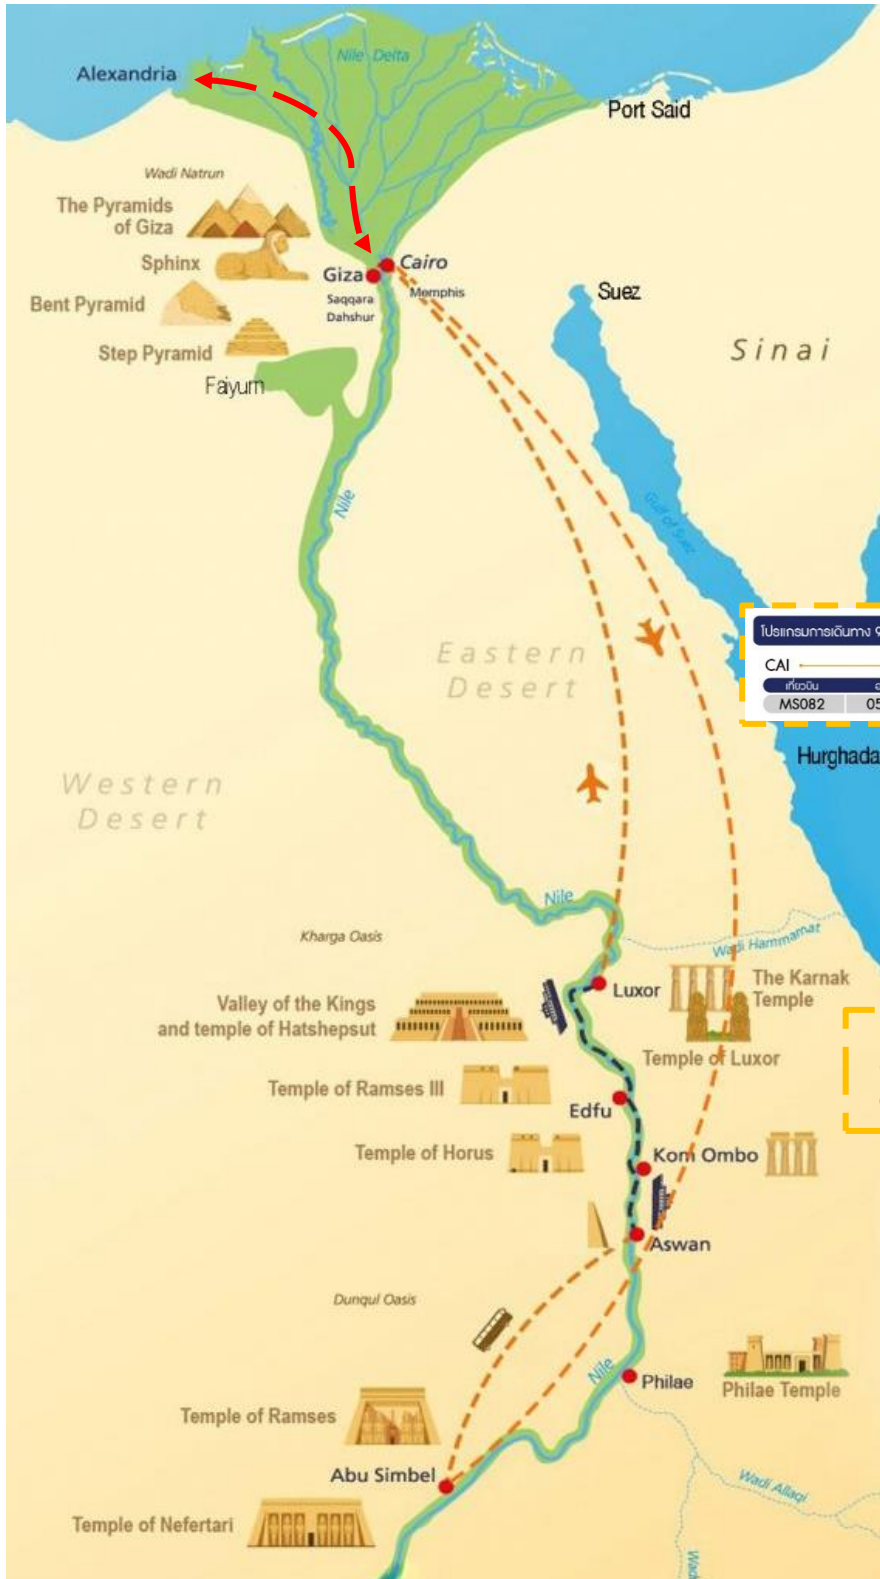 Nile Delta
Alexandria
Port Said
Wadi Natrun
The Pyramids
of Giza
Sphinx
Cairo
Giza
Bent Pyramid
Saqqara
Dahshur
Memphis
Suez
Step Pyramid
Sinai
Faiyum
Nile
Gulf of Suez
โปรแกรมการเดินทาง
CAI
เที่ยวบิน
MS082
05
Eastern
Desert
Hurghada
Western
Desert
Nile
Kharga Oasis
Wadi Hammamat
Valley of the Kings
and temple of Hatshepsut
Luxor
The Karnak
Temple
Temple of Luxor
Temple of Ramses III
Edfu
Temple of Horus
Kom Ombo
Aswan
Dunqul Oasis
Nile
Philae
Philae Temple
Temple of Ramses
Abu Simbel
Wadi Allaqi
Temple of Nefertari
Wadi